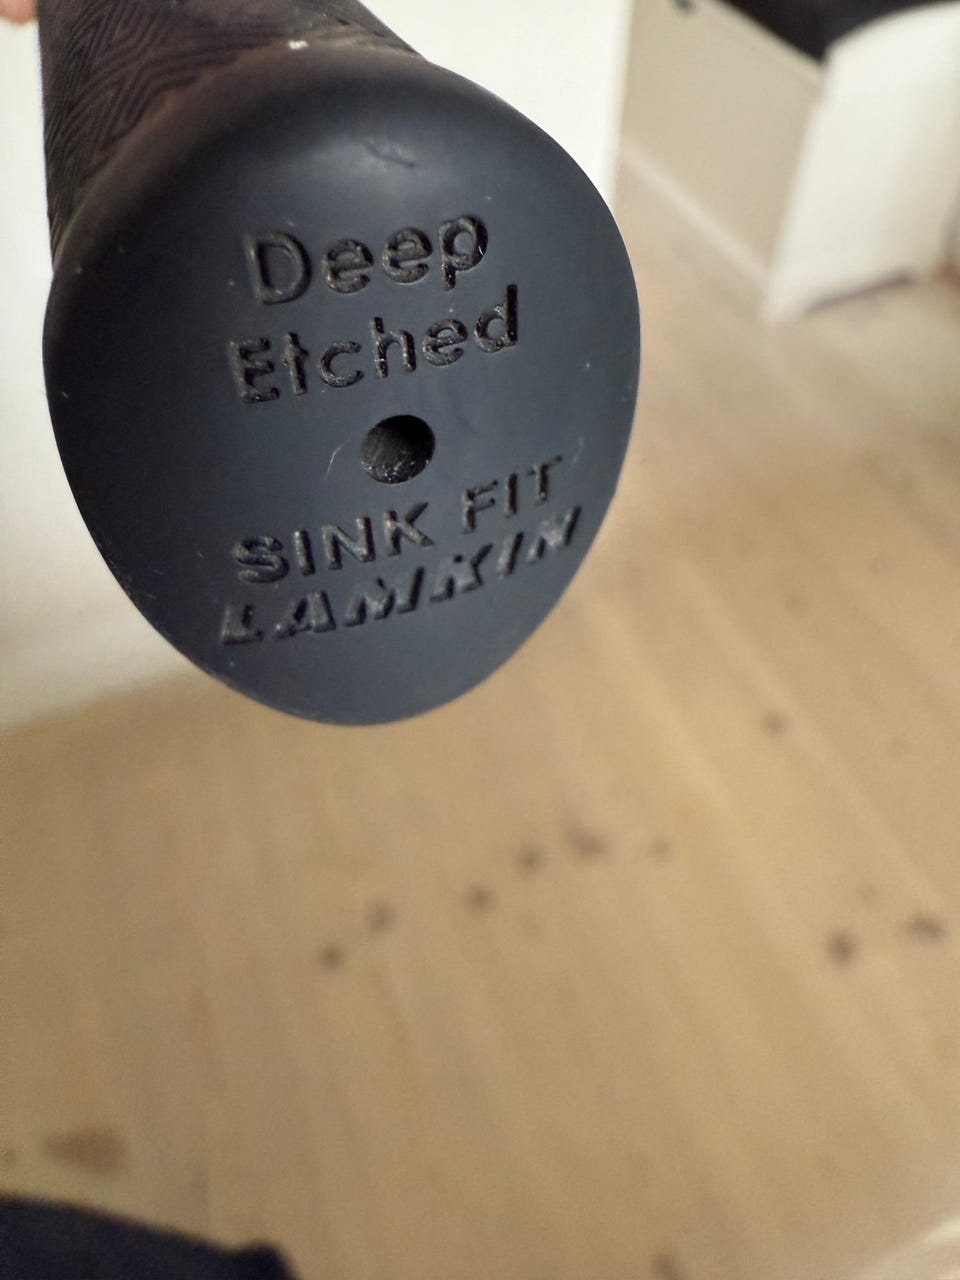 Deep
Etched
SINK FIT
LAMKIN